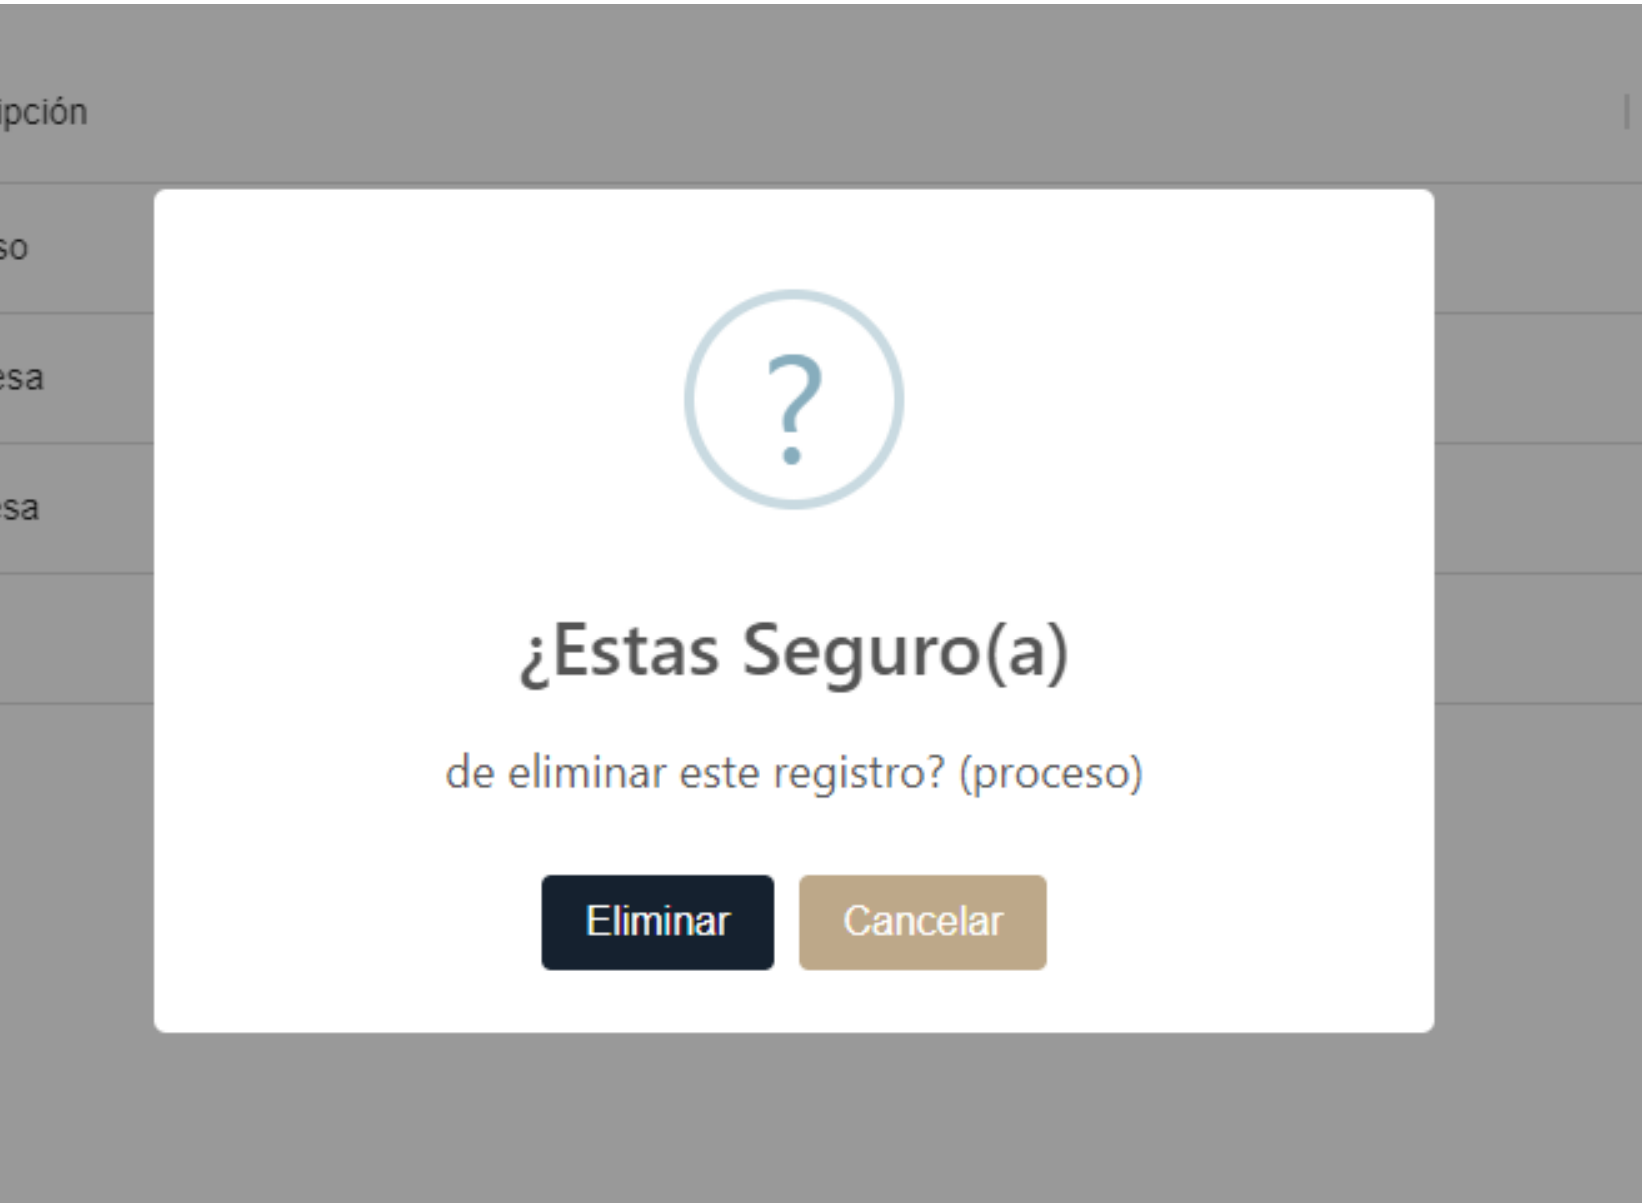 ipción
so
esa
esa
?
¿Estas Seguro(a)
de eliminar este registro? (proceso)
Eliminar Cancelar